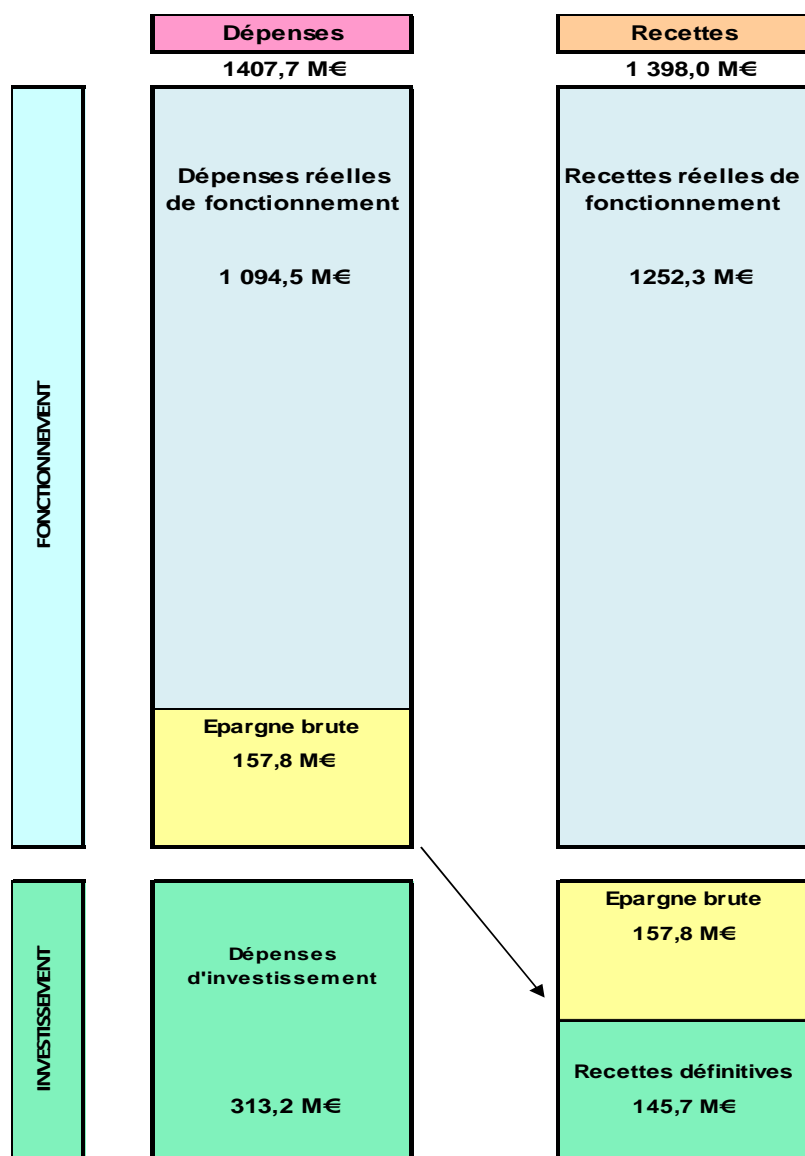 Dépenses
Recettes
1407,7 M€
1 398,0 M€
FONCTIONNEMENT
Dépenses réelles
de fonctionnement
1 094,5 M€
Recettes réelles de
fonctionnement
1252,3 M€
Epargne brute
157,8 M€
INVESTISSEMENT
Dépenses
d'investissement
313,2 M€
Epargne brute
157,8 M€
Recettes définitives
145,7 M€